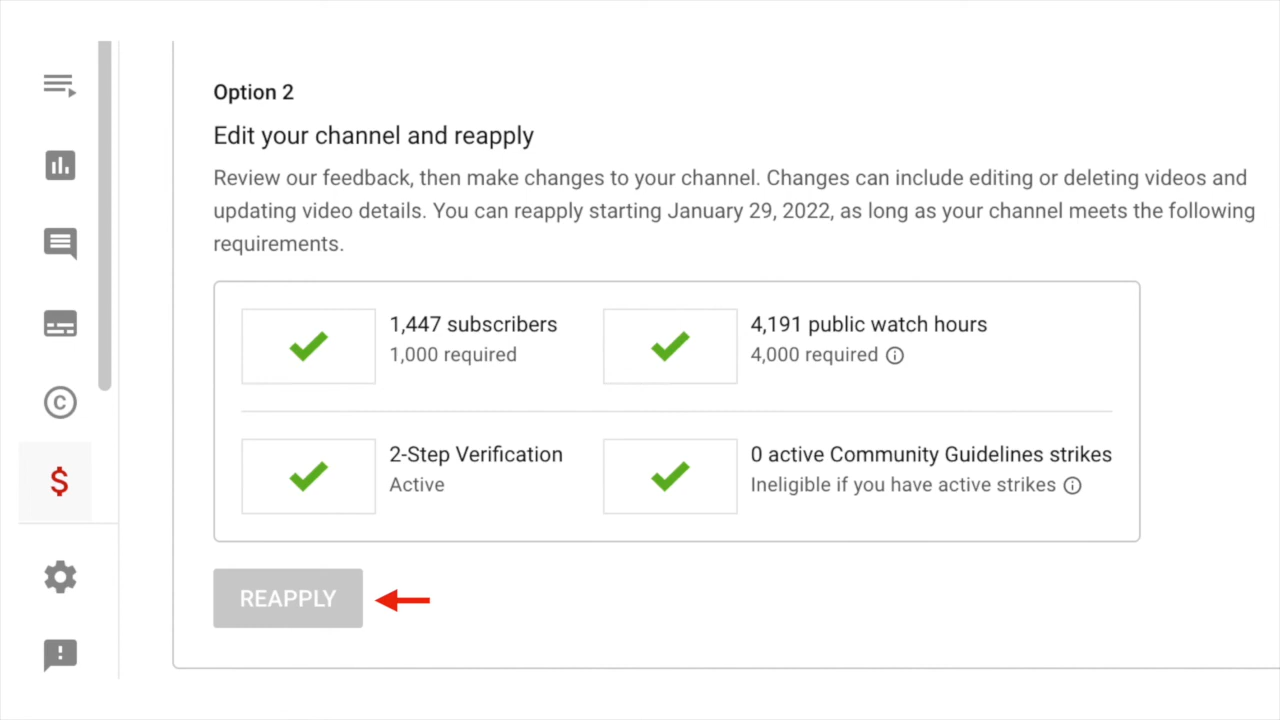 Option 2
Edit your channel and reapply
Review our feedback, then make changes to your channel. Changes can include editing or deleting videos and
updating video details. You can reapply starting January 29, 2022, as long as your channel meets the following
requirements.
1,447 subscribers
1,000 required
4,191 public watch hours
4,000 required
2-Step Verification
Active
0 active Community Guidelines strikes
Ineligible if you have active strikes
REAPPLY